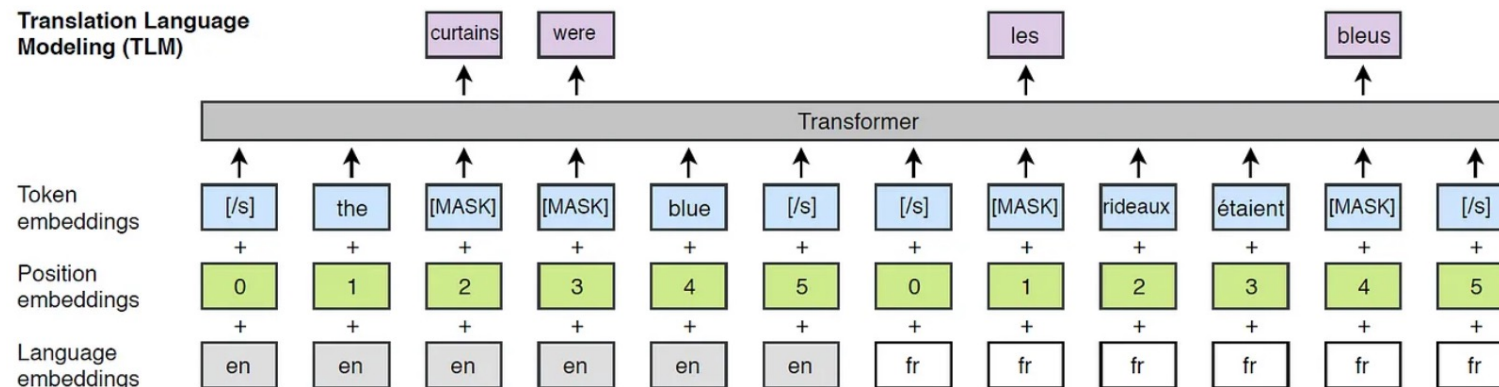 Translation Language
Modeling (TLM)
curtains were les bleus
Transformer
Token
embeddings
[/s] the [MASK] [MASK] blue [/s] [/s] [MASK] rideaux étaient [MASK] [/s]
+ + + + + + + + + + + +
Position
embeddings
0 1 2 3 4 5 0 1 2 3 4 5
+ + + + + + + + + + + +
Language
embeddings
en en en en en en fr fr fr fr fr fr